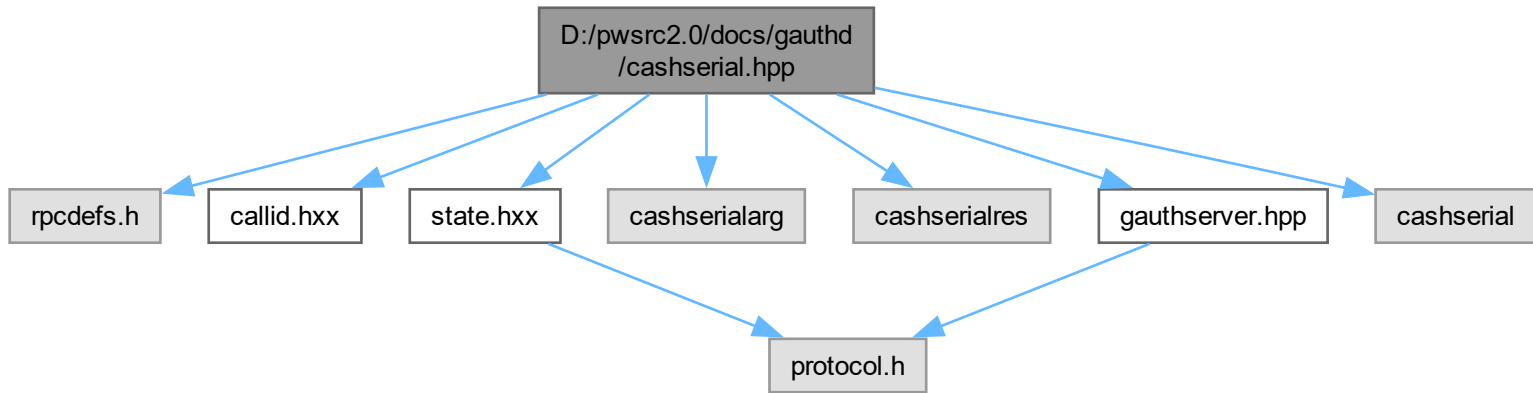 D:/pwsrc2.0/docs/gauthd
/cashserial.hpp
rpcdefs.h
callid.hxx
state.hxx
cashserialarg
cashserialres
gauthserver.hpp
cashserial
protocol.h